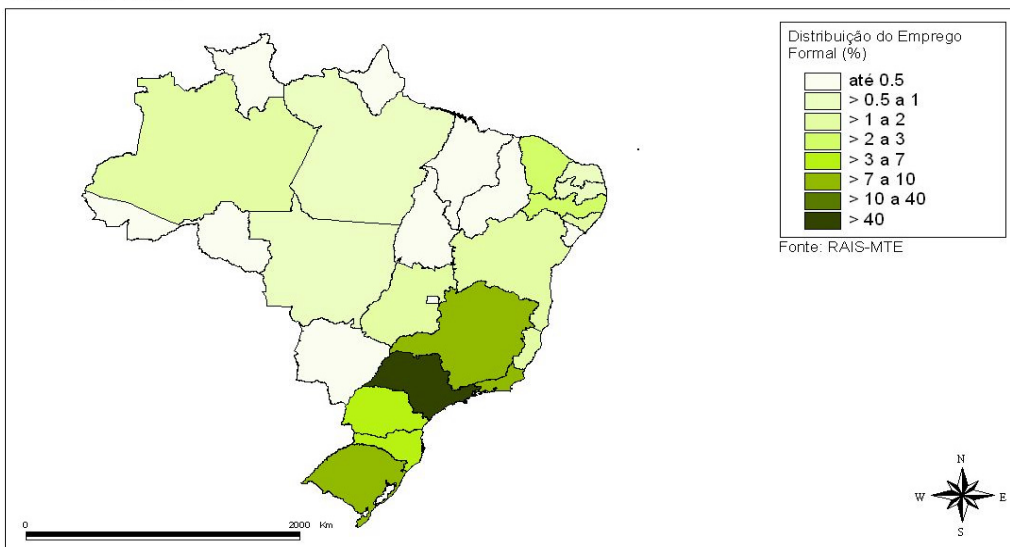 Distribuição do Emprego
Formal (%)
até 0.5
> 0.5 a 1
> 1 a 2
> 2 a 3
> 3 a 7
> 7 a 10
> 10 a 40
> 40
Fonte: RAIS-MTE
N
W E
S
0 2000 Km